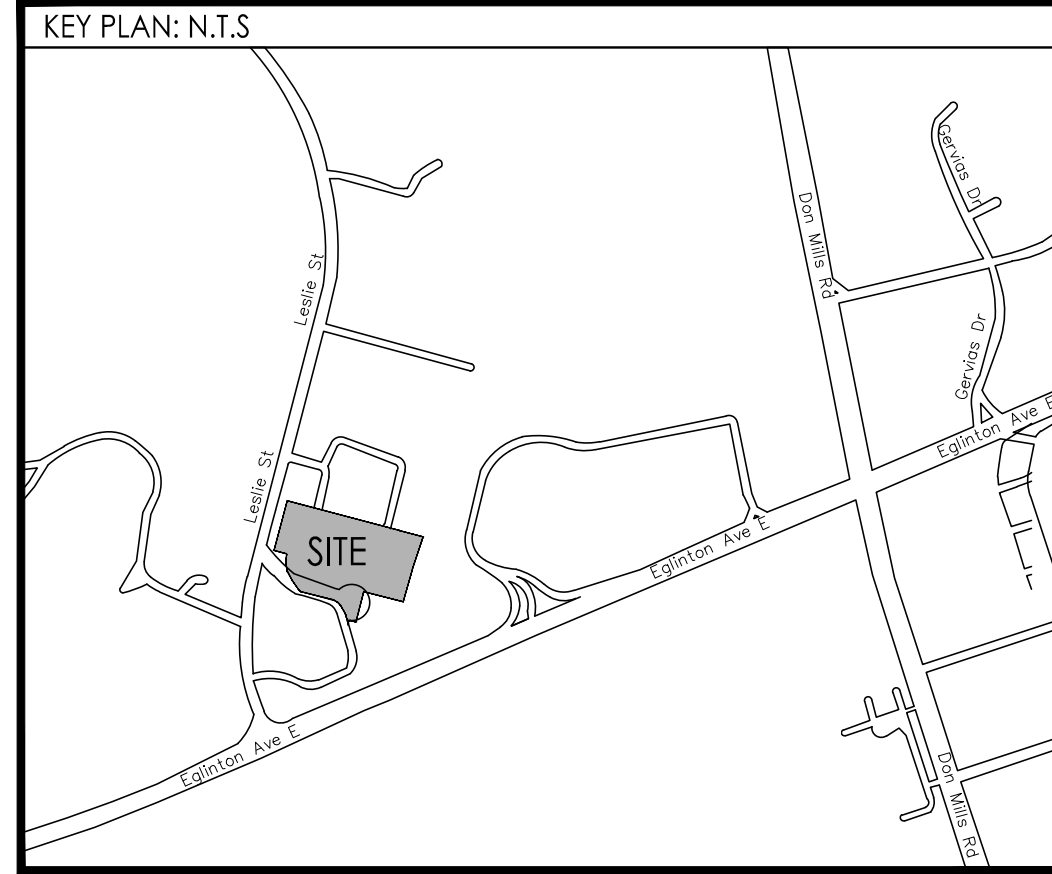 KEY PLAN: N.T.S
Gervias Dr
Don Mills Rd
Leslie St
Gervias Dr
Eglinton Ave E
Leslie St
SITE
Eglinton Ave E
Eglinton Ave E
Don Mills Rd